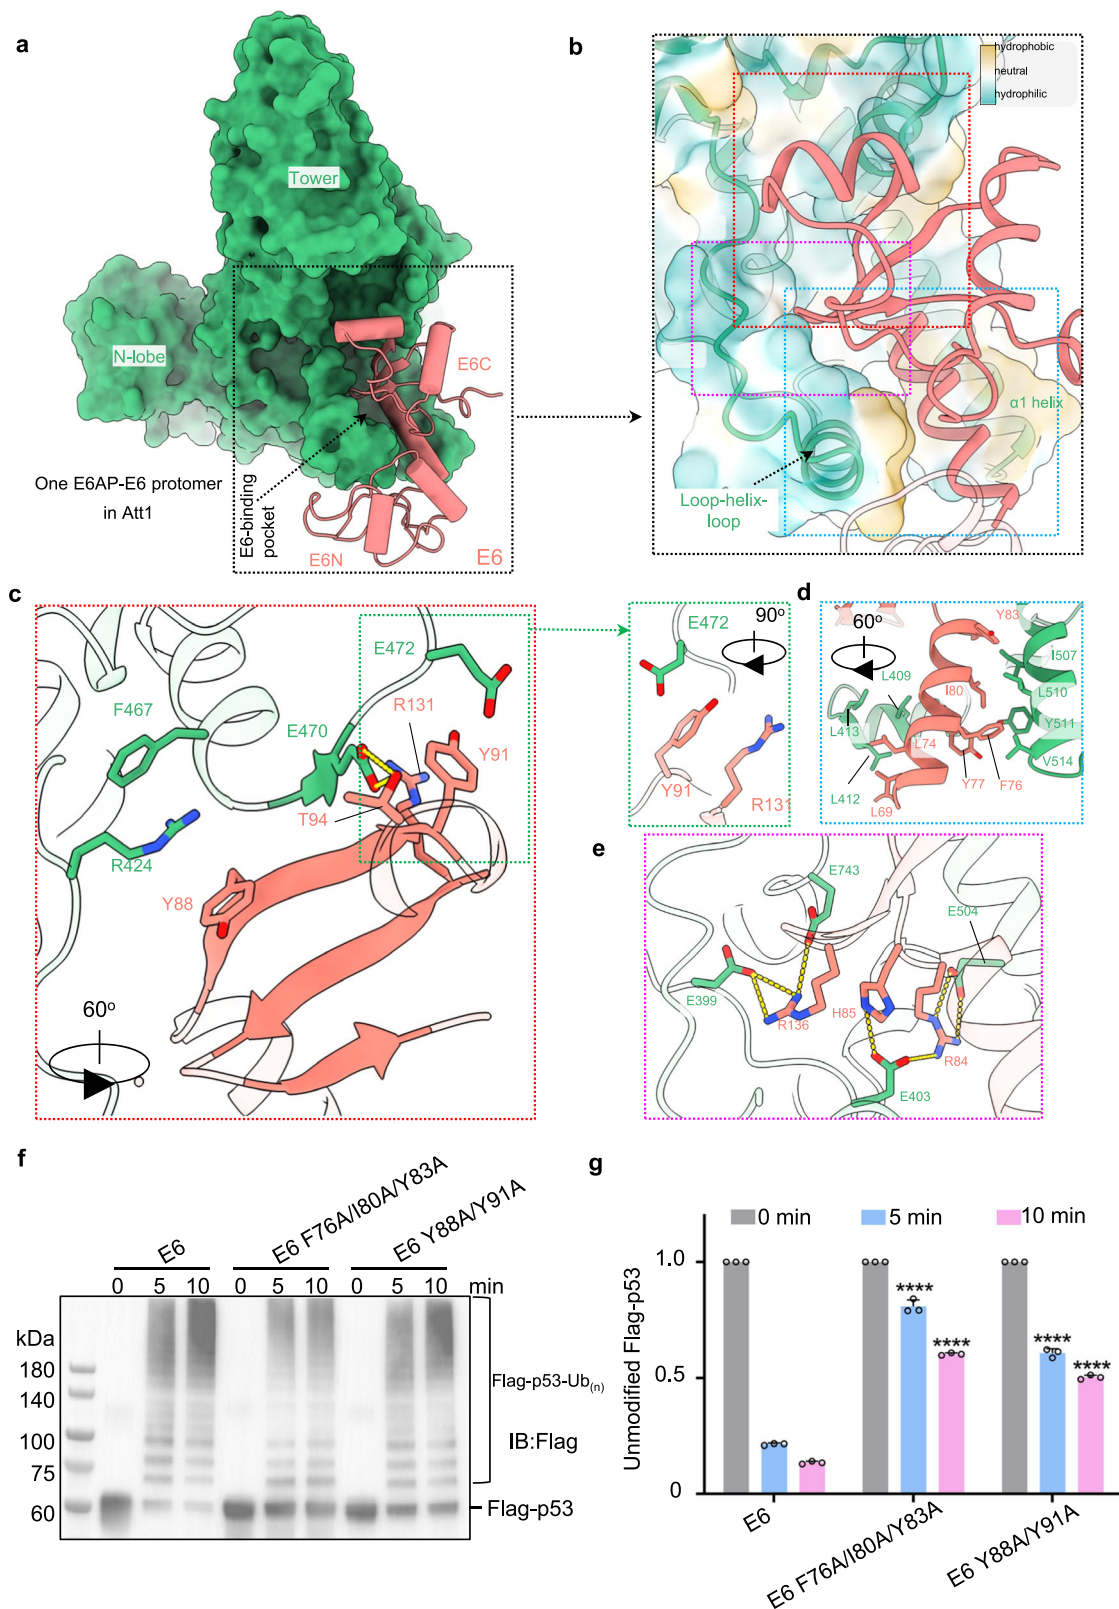 a
Tower
N-lobe
E6C
One E6AP-E6 protomer
in Att1
E6-binding
pocket
E6N
E6
b
hydrophobic
neutral
hydrophilic
α1 helix
Loop-helix-
loop
c
E472
F467
E470
R131
Y91
T94
R424
Y88
60°
E472
90°
Y91
R131
d
Y83
60°
I507
L409
I80
L510
L413
L74
Y511
V514
L412
Y77
F76
L69
e
E743
E504
E399
R136
H85
R84
E403
f
E6
E6 F76A/I80A/Y83A
E6 Y88A/Y91A
0 5 10 0 5 10 0 5 10 min
kDa
180
140
100
75
60
Flag-p53-Ub(n)
IB:Flag
Flag-p53
g
0 min
5 min
10 min
Unmodified Flag-p53
1.0
0.5
0
****
****
****
****
E6
E6 F76A/I80A/Y83A
E6 Y88A/Y91A